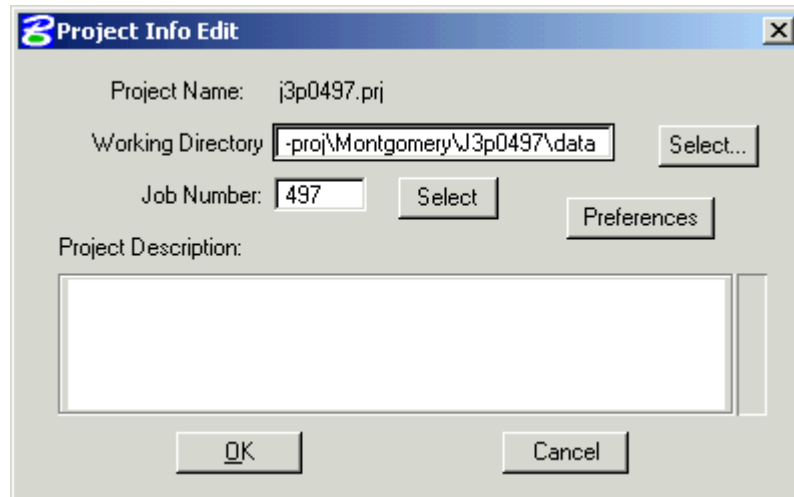 Project Info Edit
Project Name: j3p0497.prj
Working Directory -proj\Montgomery\J3p0497\data Select...
Job Number: 497 Select
Preferences
Project Description:
OK Cancel